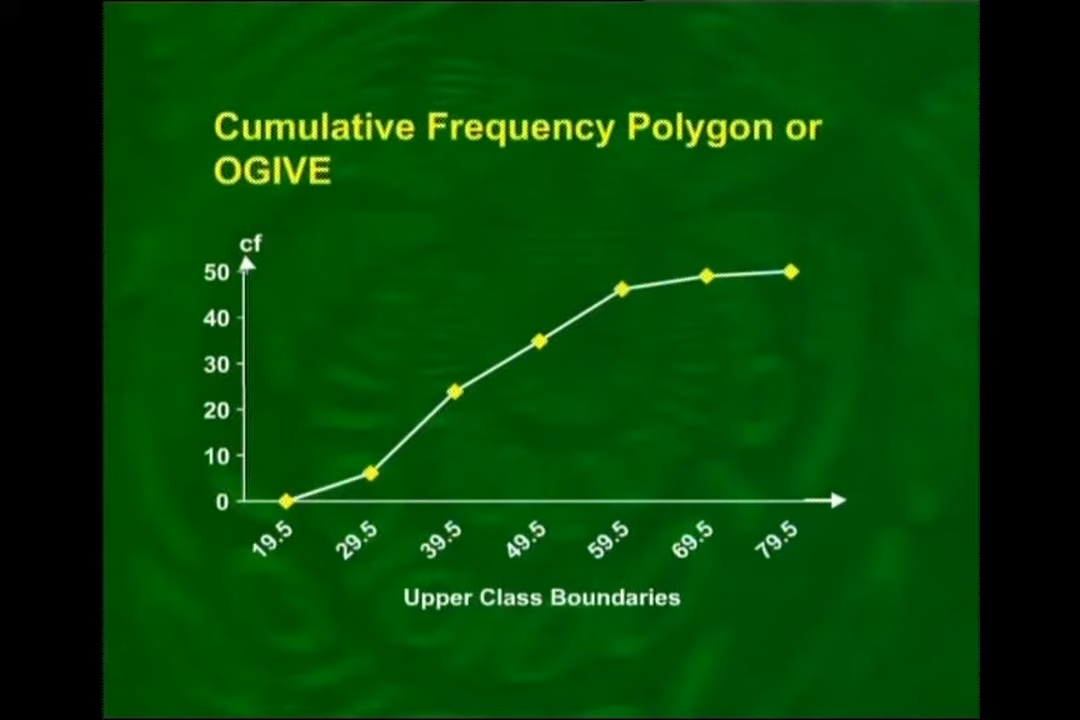 Cumulative Frequency Polygon or
OGIVE
cf
50
40
30
20
10
0
19.5 29.5 39.5 49.5 59.5 69.5 79.5
Upper Class Boundaries